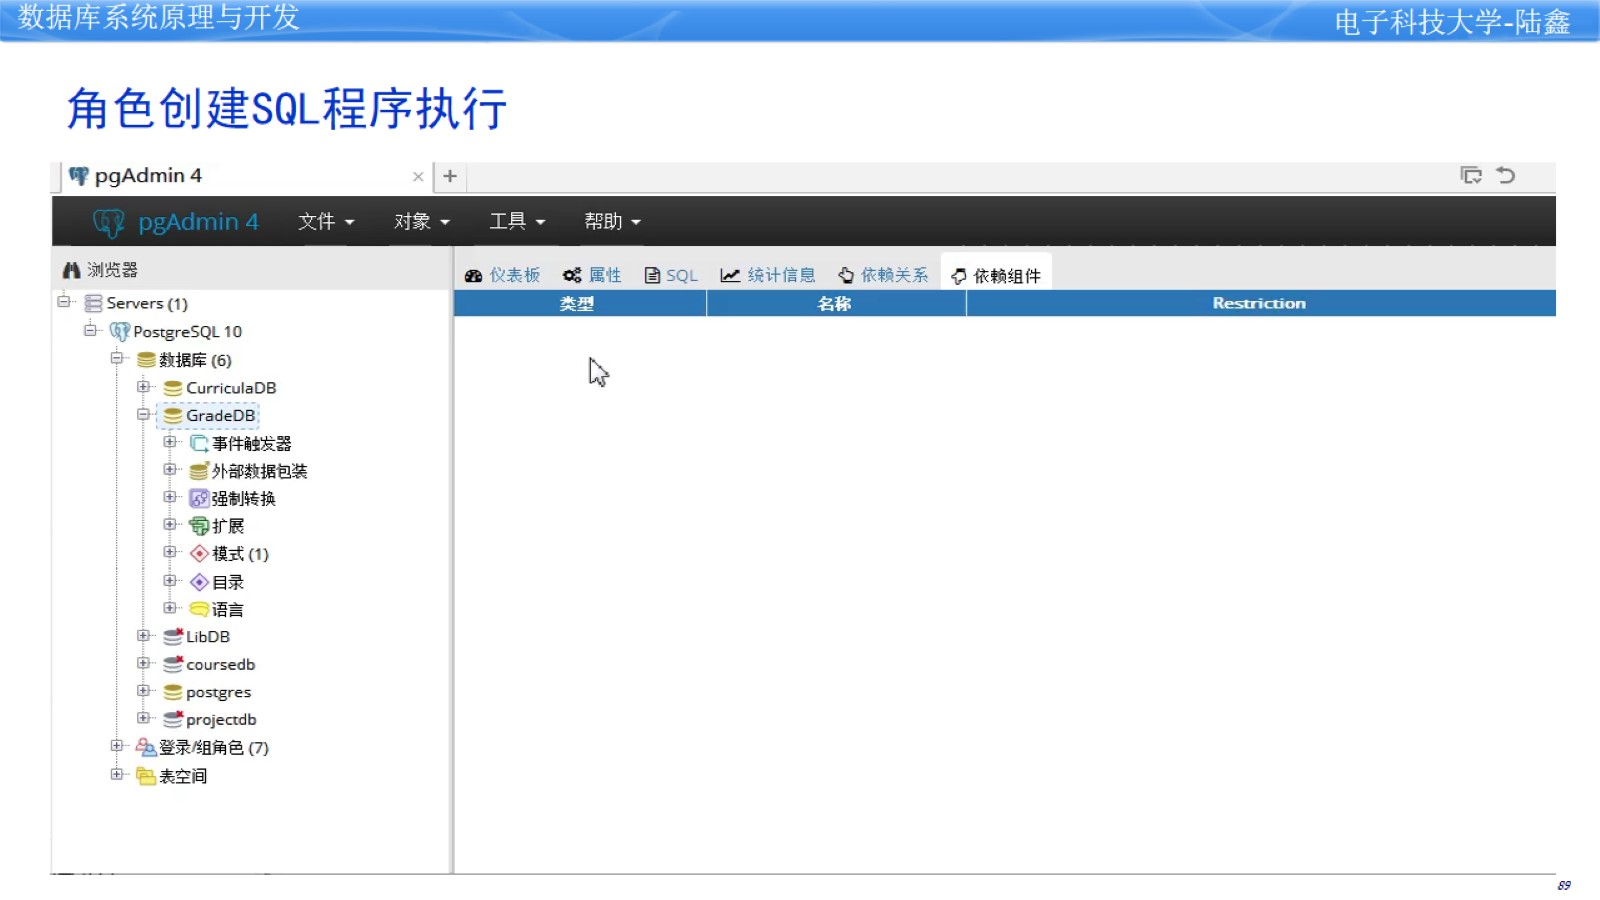 数据库系统原理与开发
电子科技大学-陆鑫
角色创建SQL程序执行
pgAdmin 4
pgAdmin 4 文件 对象 工具 帮助
浏览器
仪表板 属性 SQL 统计信息 依赖关系 依赖组件
类型 名称 Restriction
Servers (1)
PostgreSQL 10
数据库 (6)
CurriculaDB
GradeDB
事件触发器
外部数据包装
强制转换
扩展
模式 (1)
目录
语言
LibDB
coursedb
postgres
projectdb
登录/组角色 (7)
表空间
89